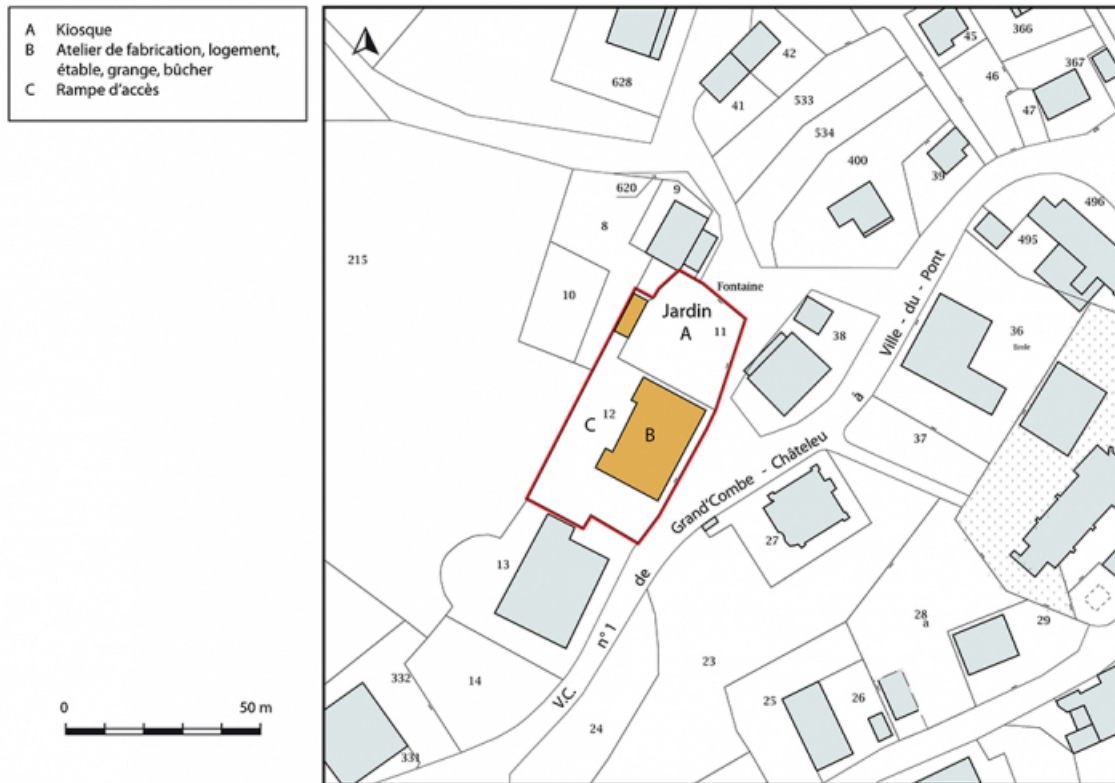 A Kiosque
B Atelier de fabrication, logement,
étable, grange, bûcher
C Rampe d'accès
0 50 m
45
366
42
628
46
367
41
533
47
534
400
39
620
9
496
8
495
215
Fontaine
10
Jardin
A
11
Ville - du - Pont
38
36
Ecole
12
C
B
à
37
Grand'Combe - Châteleu
27
13
de
28
a
29
n° 1
23
332
14
V.C.
25
26
24
331